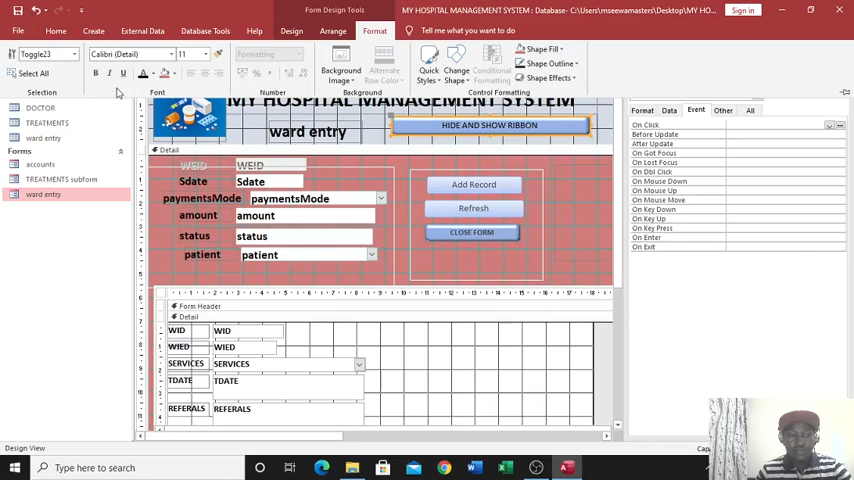 Form Design Tools
MY HOSPITAL MANAGEMENT SYSTEM : Database- C:\Users\mseewamasters\Desktop\MY HO...
Sign in
File
Home
Create
External Data
Database Tools
Design
Arrange
Format
Tell me what you want to do
Toggle23
Select All
Selection
Calibri (Detail)
11
B I U A
Font
Formatting
Number
Background Image
Alternate Row Color
Background
Quick Styles
Change Shape
Shape Fill
Shape Outline
Shape Effects
Control Formatting
DOCTOR
TREATMENTS
ward entry
Forms
accounts
TREATMENTS subform
ward entry
MY HOSPITAL MANAGEMENT SYSTEM
ward entry
HIDE AND SHOW RIBBON
Detail
WEID WEID
Sdate Sdate
paymentsMode paymentsMode
amount amount
status status
patient patient
Add Record
Refresh
CLOSE FORM
Form Header
Detail
WID WID
WIED WIED
SERVICES SERVICES
TDATE TDATE
REFERALS REFERALS
Format Data Event Other All
On Click
Before Update
After Update
On Got Focus
On Lost Focus
On Dbl Click
On Mouse Down
On Mouse Up
On Mouse Move
On Key Down
On Key Up
On Key Press
On Enter
On Exit
Design View
Type here to search